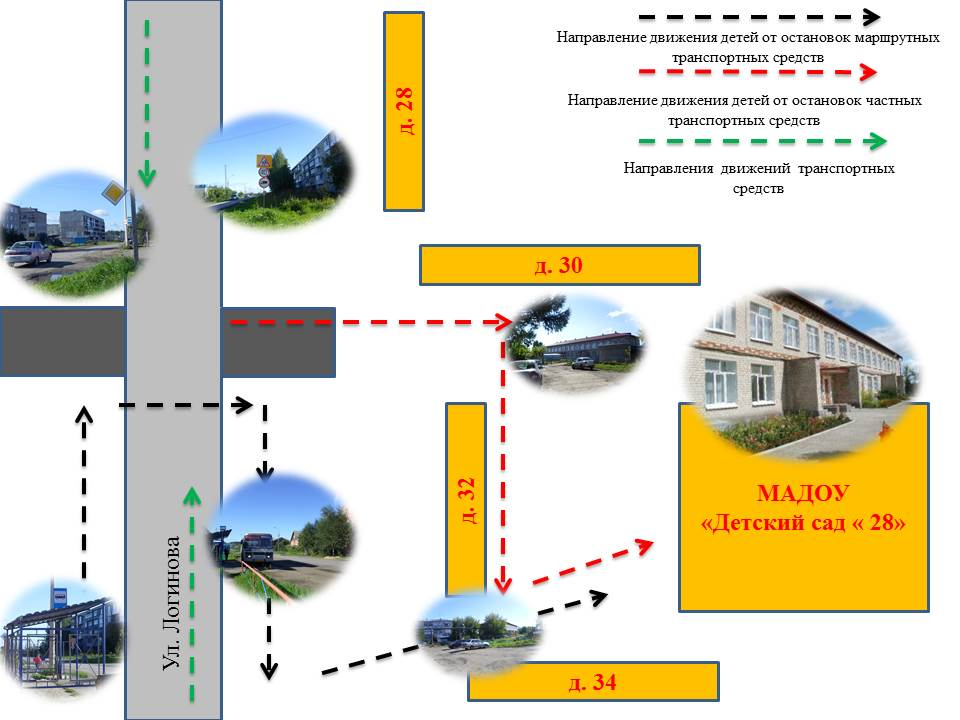 Направление движения детей от остановок маршрутных
транспортных средств
Направление движения детей от остановок частных
транспортных средств
Направления движений транспортных
средств
д. 28
д. 30
д. 32
МАДОУ
«Детский сад « 28»
Ул. Логинова
д. 34